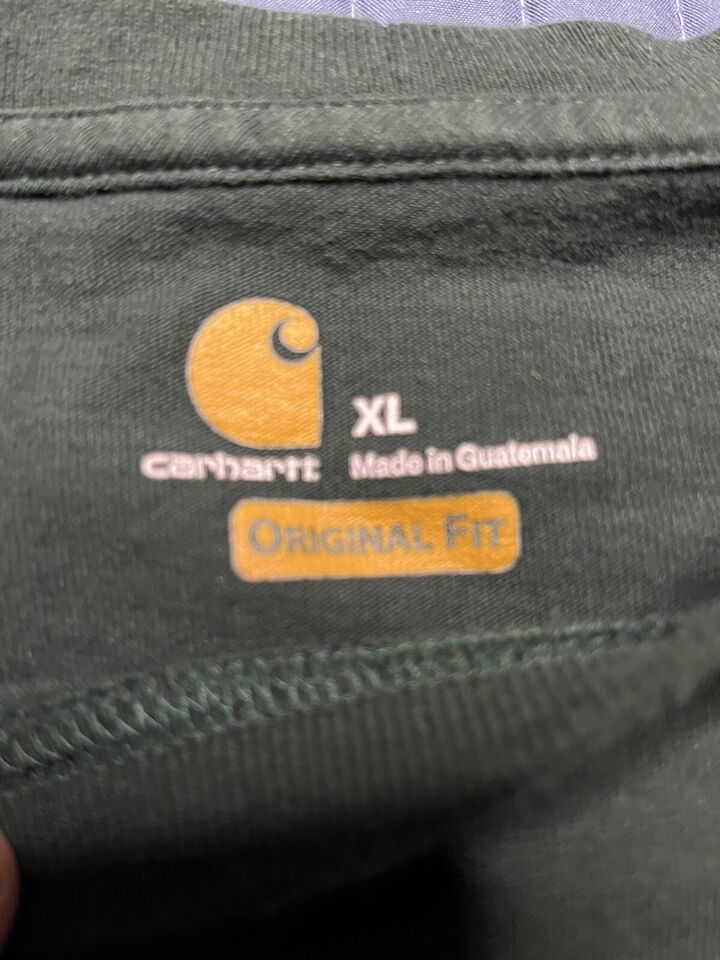 carhartt
XL
Made in Guatemala
ORIGINAL FIT